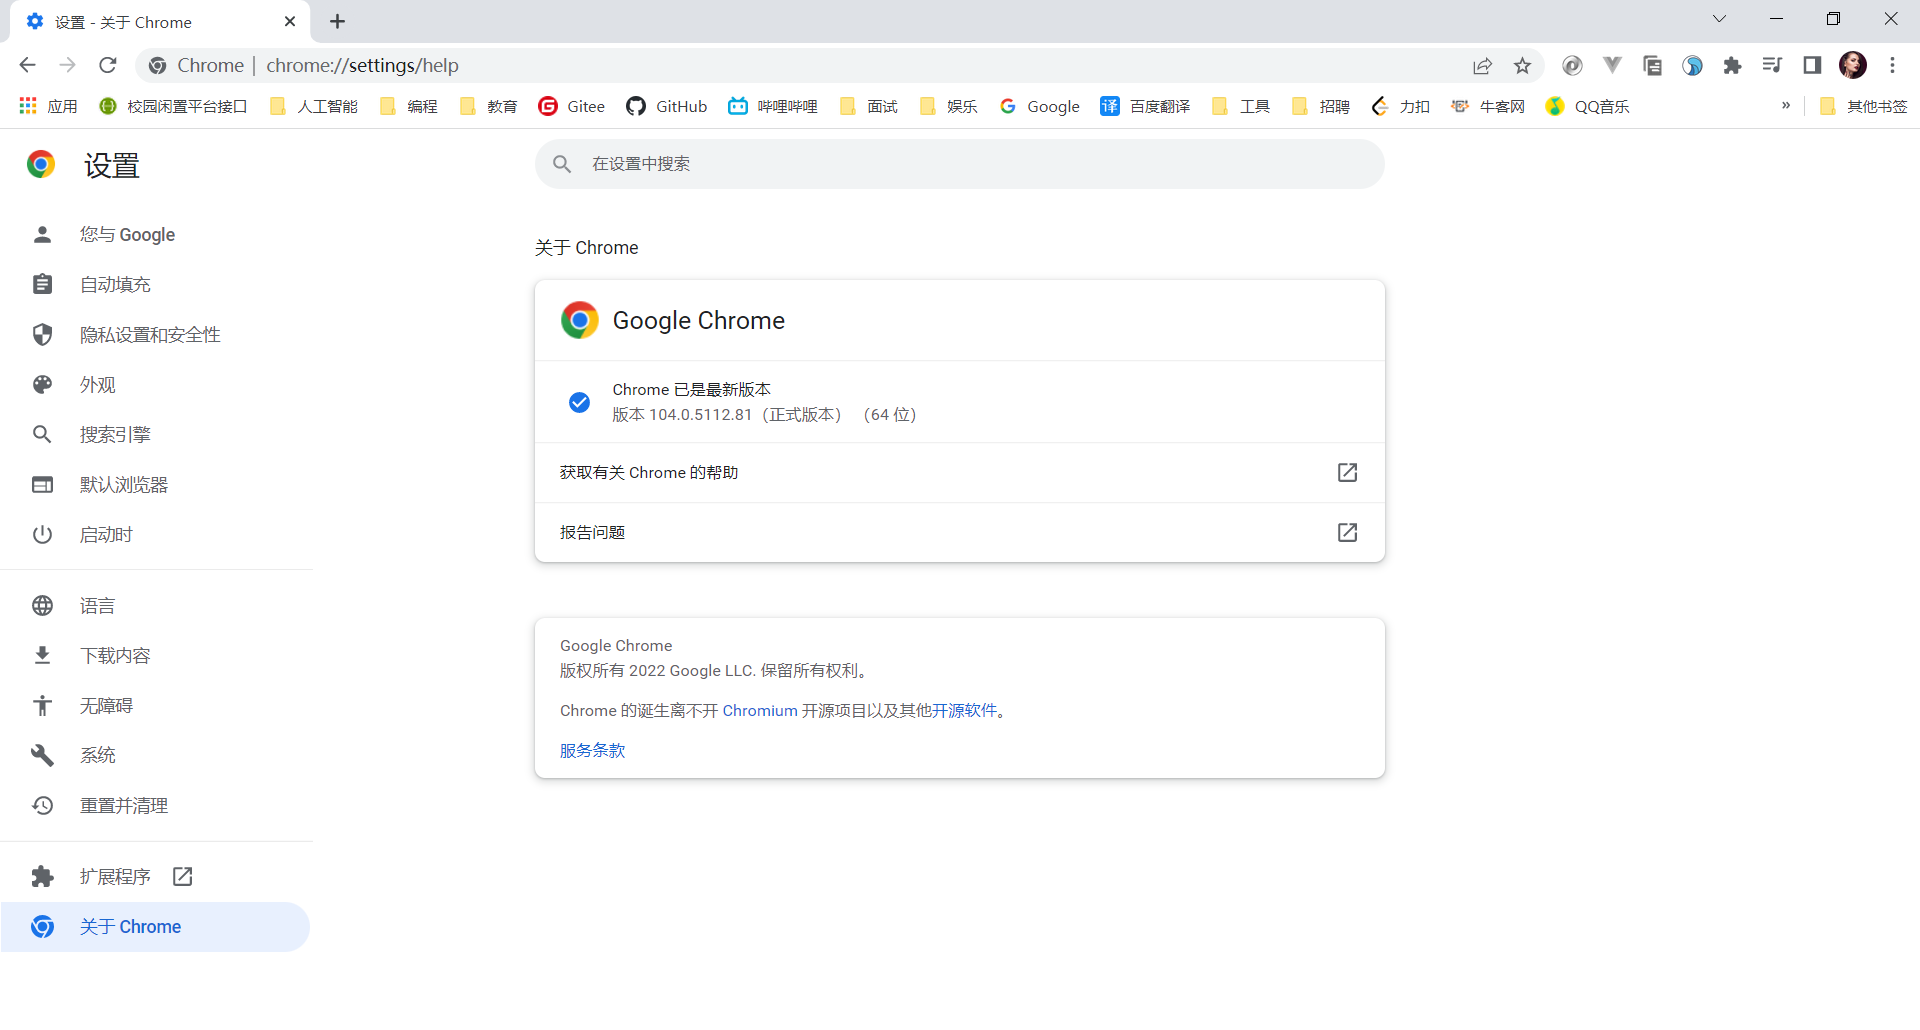 设置 - 关于 Chrome
Chrome | chrome://settings/help
应用 校园闲置平台接口 人工智能 编程 教育 Gitee GitHub 哔哩哔哩 面试 娱乐 Google 译 百度翻译 工具 招聘 力扣 牛客网 QQ音乐 » 其他书签
设置
在设置中搜索
您与 Google
自动填充
隐私设置和安全性
外观
搜索引擎
默认浏览器
启动时
语言
下载内容
无障碍
系统
重置并清理
扩展程序
关于 Chrome
关于 Chrome
Google Chrome
Chrome 已是最新版本
版本 104.0.5112.81（正式版本） （64 位）
获取有关 Chrome 的帮助
报告问题
Google Chrome
版权所有 2022 Google LLC. 保留所有权利。
Chrome 的诞生离不开 Chromium 开源项目以及其他开源软件。
服务条款